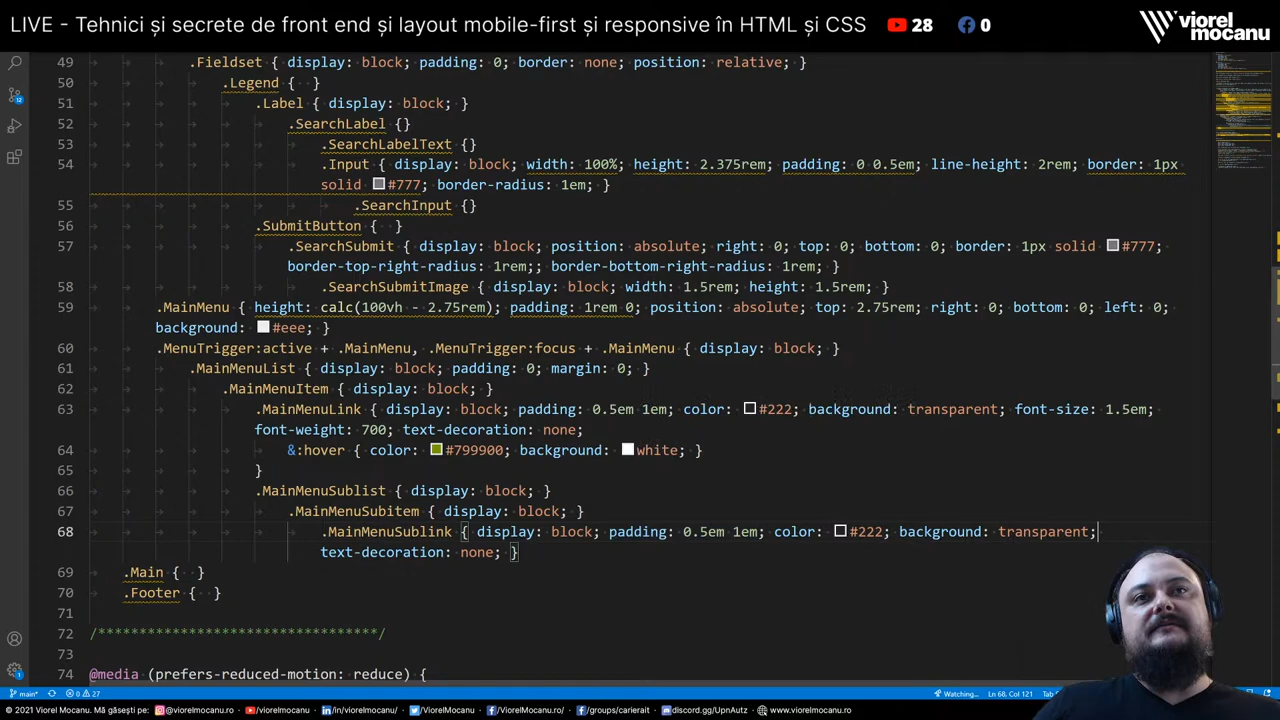 LIVE - Tehnici și secrete de front end și layout mobile-first și responsive în HTML și CSS
28
0
viorel
mocanu
49 .Fieldset { display: block; padding: 0; border: none; position: relative; }
50 .Legend { }
51 .Label { display: block; }
52 .SearchLabel {}
53 .SearchLabelText {}
54 .Input { display: block; width: 100%; height: 2.375rem; padding: 0 0.5em; line-height: 2rem; border: 1px
solid #777; border-radius: 1em; }
55 .SearchInput {}
56 .SubmitButton { }
57 .SearchSubmit { display: block; position: absolute; right: 0; top: 0; bottom: 0; border: 1px solid #777;
border-top-right-radius: 1rem;; border-bottom-right-radius: 1rem; }
58 .SearchSubmitImage { display: block; width: 1.5rem; height: 1.5rem; }
59 .MainMenu { height: calc(100vh - 2.75rem); padding: 1rem 0; position: absolute; top: 2.75rem; right: 0; bottom: 0; left: 0;
background: #eee; }
60 .MenuTrigger:active + .MainMenu, .MenuTrigger:focus + .MainMenu { display: block; }
61 .MainMenuList { display: block; padding: 0; margin: 0; }
62 .MainMenuItem { display: block; }
63 .MainMenuLink { display: block; padding: 0.5em 1em; color: #222; background: transparent; font-size: 1.5em;
font-weight: 700; text-decoration: none;
64 &:hover { color: #799900; background: white; }
65 }
66 .MainMenuSublist { display: block; }
67 .MainMenuSubitem { display: block; }
68 .MainMenuSublink { display: block; padding: 0.5em 1em; color: #222; background: transparent;
text-decoration: none; }
69 .Main { }
70 .Footer { }
71
72 /***********************************/
73
74 @media (prefers-reduced-motion: reduce) {
main* 0 27 Watching... Ln 68, Col 121
© 2021 Viorel Mocanu. Mă găsești pe: @viorelmocanu.ro /viorelmocanu /in/viorelmocanu /ViorelMocanu /ViorelMocanu.ro/ /groups/carierait discord.gg/UpnAutz www.viorelmocanu.ro